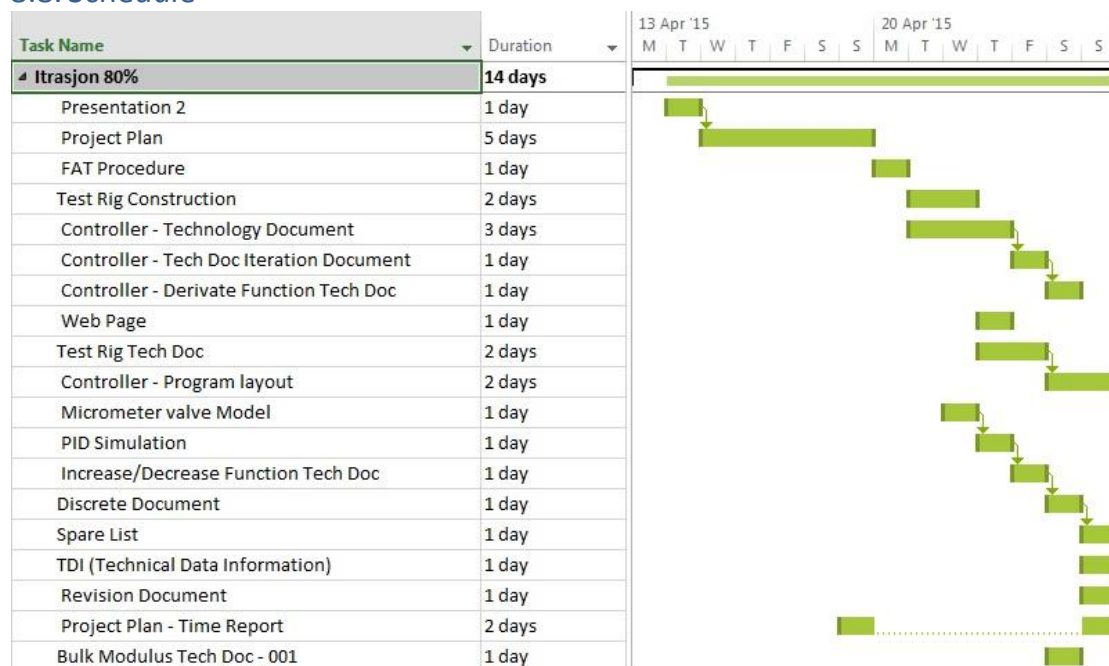 13 Apr '15 20 Apr '15
Task Name Duration M T W T F S S M T W T F S S
Itrasjon 80% 14 days
Presentation 2 1 day
Project Plan 5 days
FAT Procedure 1 day
Test Rig Construction 2 days
Controller - Technology Document 3 days
Controller - Tech Doc Iteration Document 1 day
Controller - Derivate Function Tech Doc 1 day
Web Page 1 day
Test Rig Tech Doc 2 days
Controller - Program layout 2 days
Micrometer valve Model 1 day
PID Simulation 1 day
Increase/Decrease Function Tech Doc 1 day
Discrete Document 1 day
Spare List 1 day
TDI (Technical Data Information) 1 day
Revision Document 1 day
Project Plan - Time Report 2 days
Bulk Modulus Tech Doc - 001 1 day